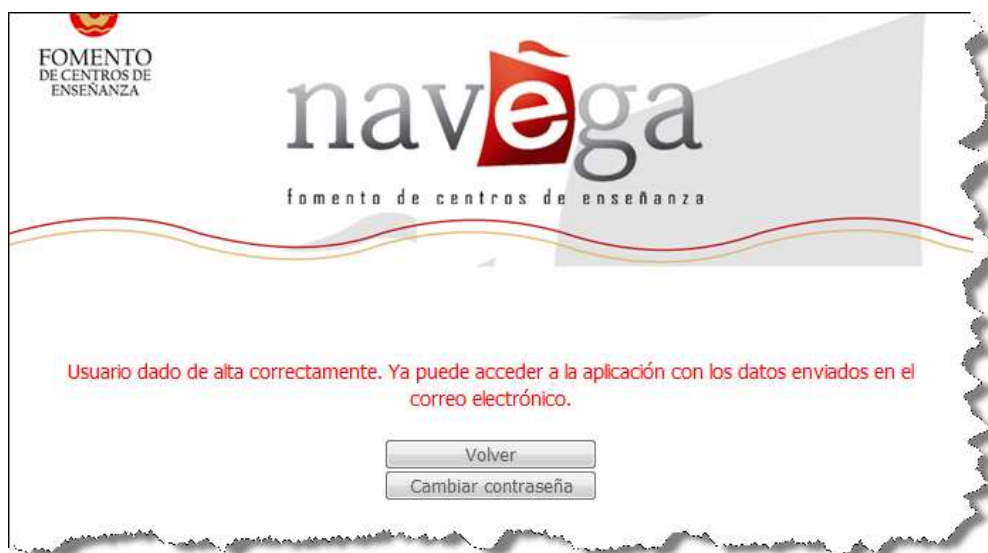 FOMENTO
DE CENTROS DE
ENSEÑANZA
navega
fomento de centros de enseñanza
Usuario dado de alta correctamente. Ya puede acceder a la aplicación con los datos enviados en el
correo electrónico.
Volver
Cambiar contraseña